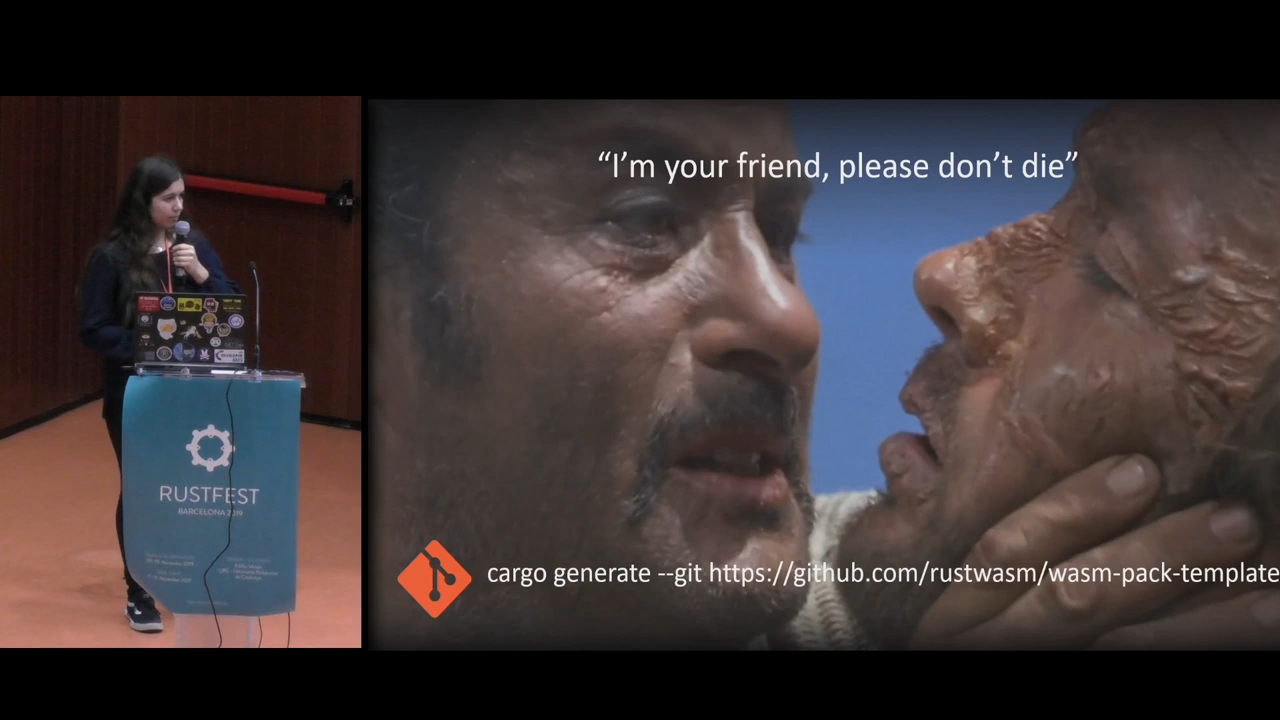 “I’m your friend, please don’t die”
cargo generate --git https://github.com/rustwasm/wasm-pack-template
RUSTFEST
BARCELONA 2019